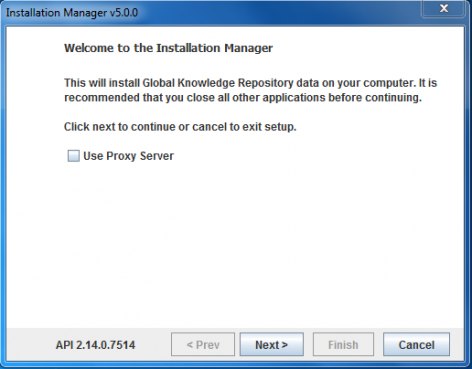 Installation Manager v5.0.0
Welcome to the Installation Manager
This will install Global Knowledge Repository data on your computer. It is
recommended that you close all other applications before continuing.
Click next to continue or cancel to exit setup.
Use Proxy Server
API 2.14.0.7514 < Prev Next > Finish Cancel